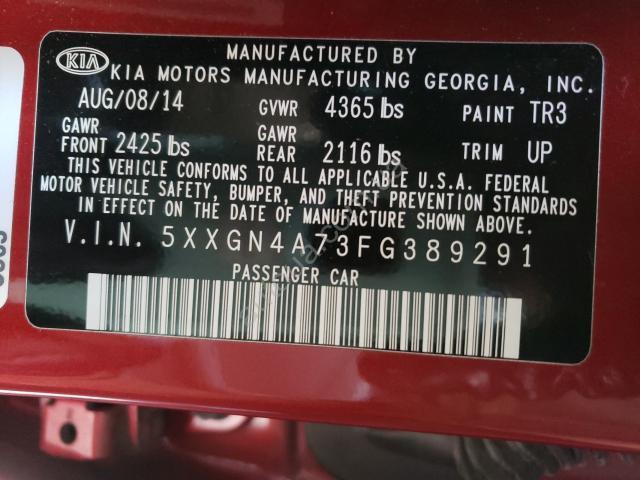 MANUFACTURED BY
KIA
KIA MOTORS MANUFACTURING GEORGIA, INC.
AUG/08/14 GVWR 4365 lbs PAINT TR3
GAWR GAWR
FRONT 2425 lbs REAR 2116 lbs TRIM UP
THIS VEHICLE CONFORMS TO ALL APPLICABLE U.S.A. FEDERAL
MOTOR VEHICLE SAFETY, BUMPER, AND THEFT PREVENTION STANDARDS
IN EFFECT ON THE DATE OF MANUFACTURE SHOWN ABOVE.
V.I.N. 5XXGN4A73FG389291
PASSENGER CAR